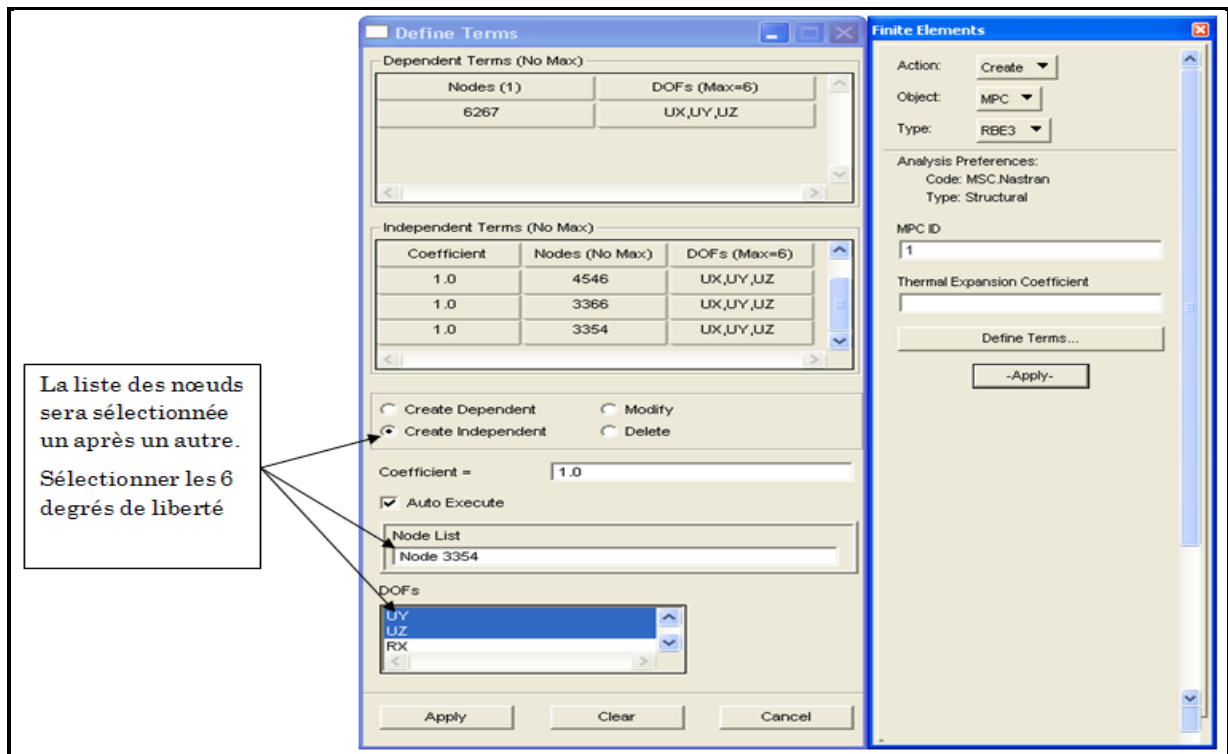 La liste des nœuds
sera sélectionnée
un après un autre.
Sélectionner les 6
degrés de liberté
Define Terms
Dependent Terms (No Max)
Nodes (1) DOFs (Max=6)
6267 UX,UY,UZ
Independent Terms (No Max)
Coefficient Nodes (No Max) DOFs (Max=6)
1.0 4546 UX,UY,UZ
1.0 3366 UX,UY,UZ
1.0 3354 UX,UY,UZ
Create Dependent Modify
Create Independent Delete
Coefficient = 1.0
Auto Execute
Node List
Node 3354
DOFs
UY
UZ
RX
Apply Clear Cancel
Finite Elements
Action: Create
Object: MPC
Type: RBE3
Analysis Preferences:
Code: MSC.Nastran
Type: Structural
MPC ID
1
Thermal Expansion Coefficient
Define Terms...
-Apply-